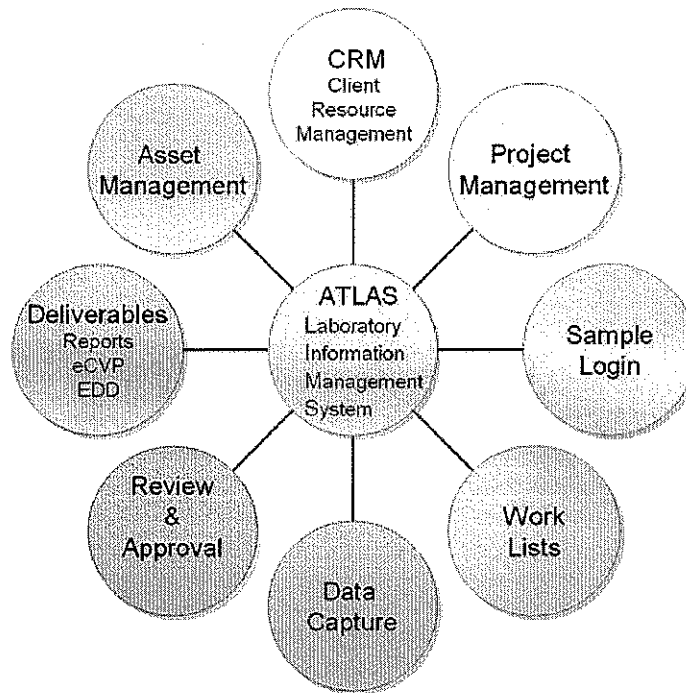 CRM
Client
Resource
Management
Project
Management
Sample
Login
Work
Lists
Data
Capture
Review
&
Approval
Deliverables
Reports
eCVP
EDD
Asset
Management
ATLAS
Laboratory
Information
Management
System